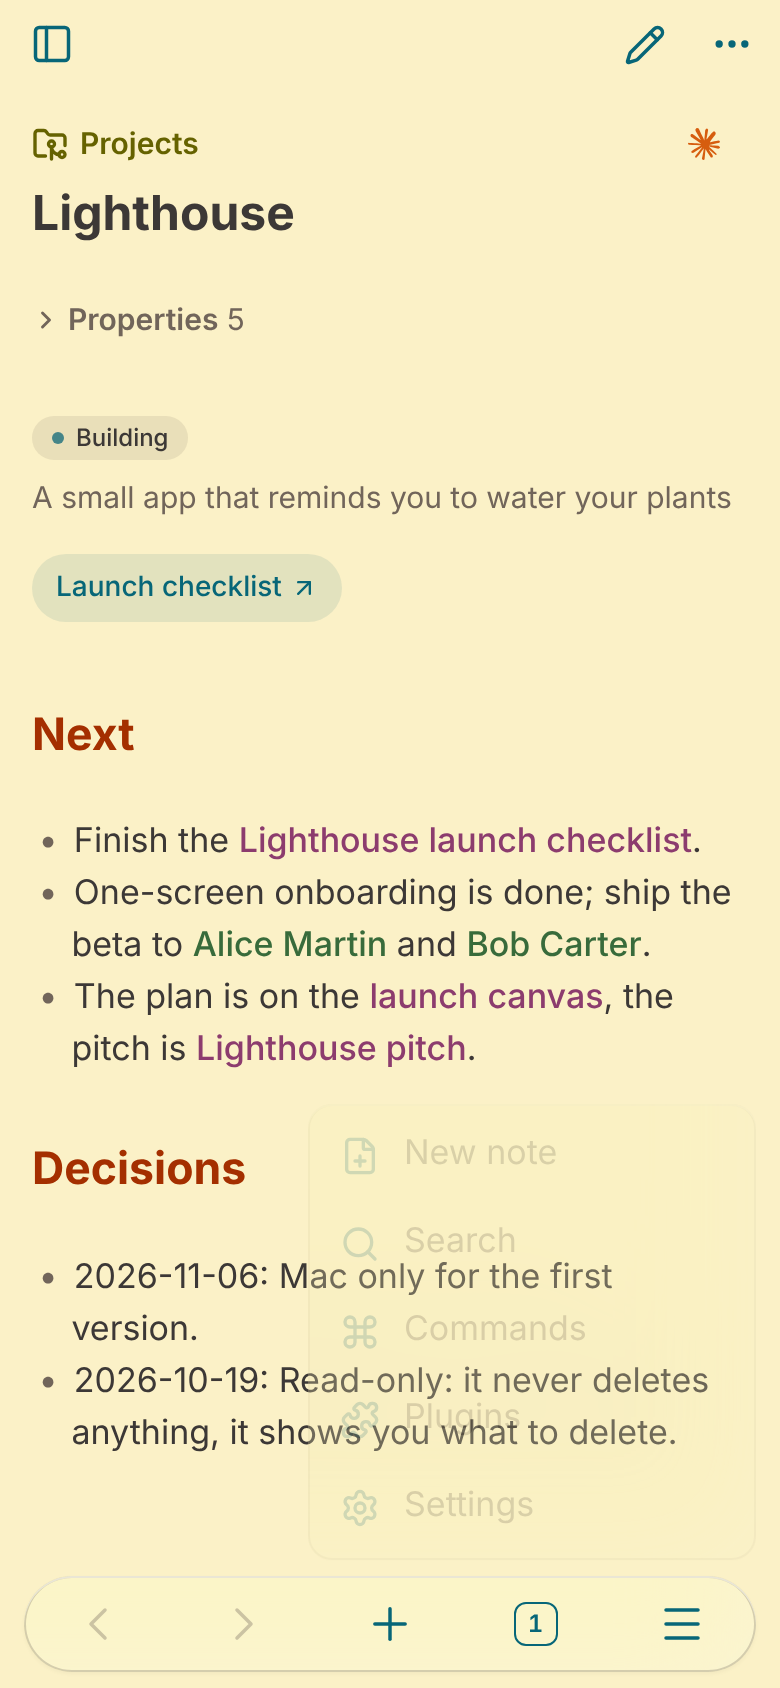 Projects
Lighthouse
Properties 5
Building
A small app that reminds you to water your plants
Launch checklist
Next
Finish the Lighthouse launch checklist.
One-screen onboarding is done; ship the
beta to Alice Martin and Bob Carter.
The plan is on the launch canvas, the
pitch is Lighthouse pitch.
New note
Decisions
Search
2026-11-06: Mac only for the first
version.
Commands
2026-10-19: Read-only: it never deletes
Plugins
anything, it shows you what to delete.
Settings
1